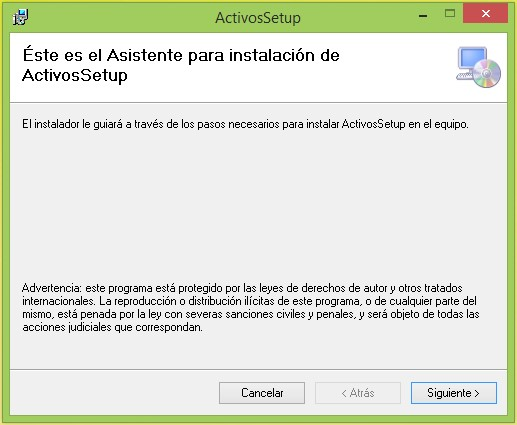 ActivosSetup
Éste es el Asistente para instalación de
ActivosSetup
El instalador le guiará a través de los pasos necesarios para instalar ActivosSetup en el equipo.
Advertencia: este programa está protegido por las leyes de derechos de autor y otros tratados
internacionales. La reproducción o distribución ilícitas de este programa, o de cualquier parte del
mismo, está penada por la ley con severas sanciones civiles y penales, y será objeto de todas las
acciones judiciales que correspondan.
Cancelar
< Atrás
Siguiente >